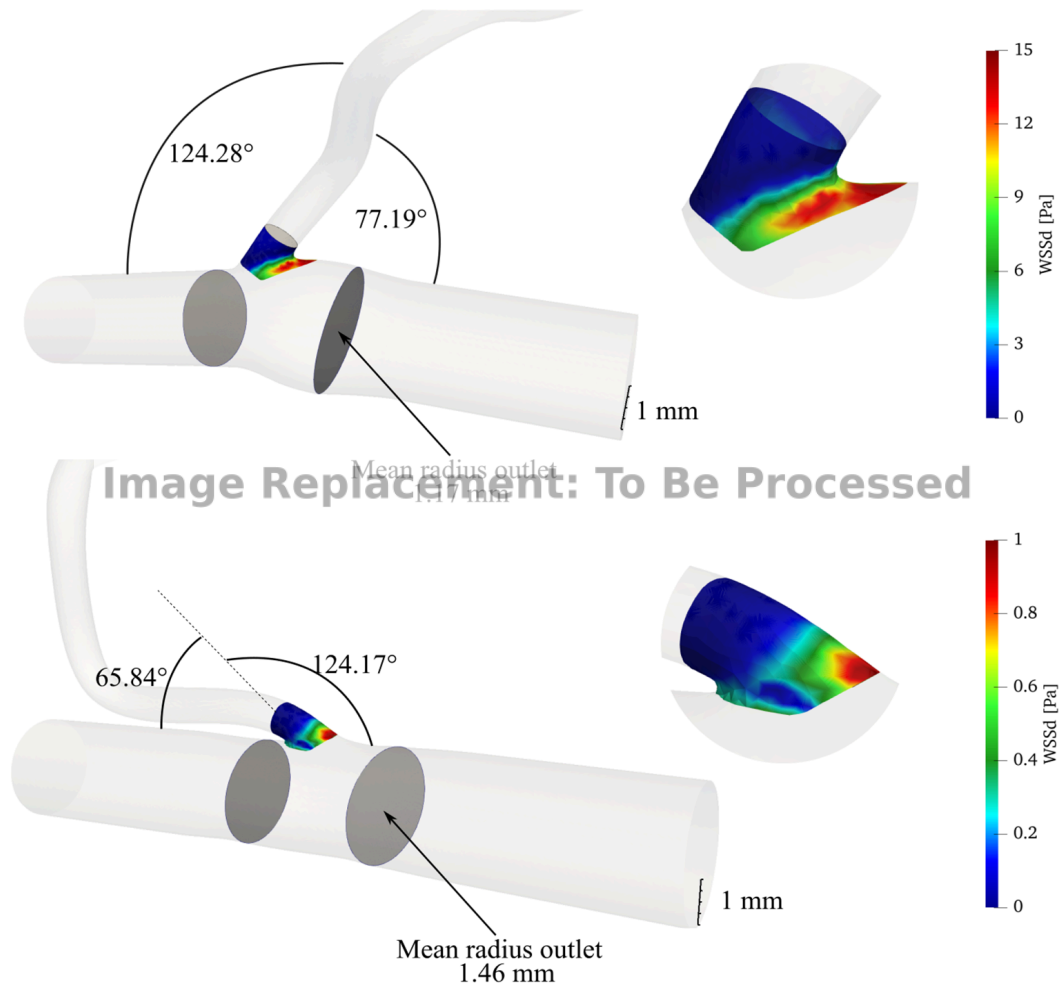 15
124.28°
12
77.19°
9
WSSd [Pa]
6
3
1 mm
0
Mean radius outlet
Image Replacement: To Be Processed
1.17 mm
1
0.8
65.84°
124.17°
0.6
WSSd [Pa]
0.4
0.2
1 mm
0
Mean radius outlet
1.46 mm